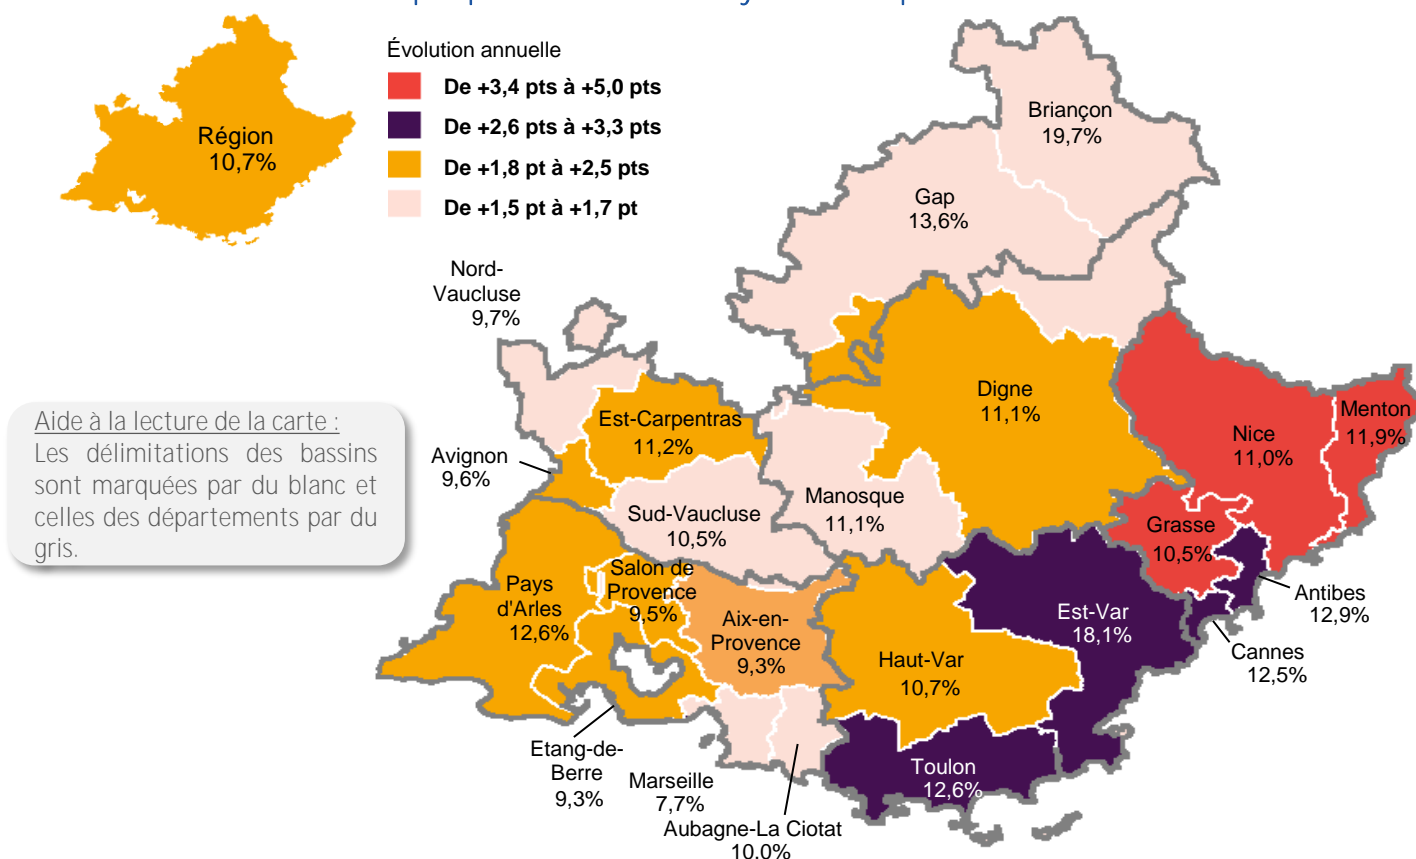 Évolution annuelle
De +3,4 pts à +5,0 pts
De +2,6 pts à +3,3 pts
De +1,8 pt à +2,5 pts
De +1,5 pt à +1,7 pt
Région
10,7%
Briançon
19,7%
Gap
13,6%
Nord-
Vaucluse
9,7%
Digne
11,1%
Menton
11,9%
Nice
11,0%
Est-Carpentras
11,2%
Avignon
9,6%
Aide à la lecture de la carte :
Les délimitations des bassins
sont marquées par du blanc et
celles des départements par du
gris.
Manosque
11,1%
Sud-Vaucluse
10,5%
Grasse
10,5%
Salon de
Provence
9,5%
Pays
d'Arles
12,6%
Antibes
12,9%
Est-Var
18,1%
Aix-en-
Provence
9,3%
Cannes
12,5%
Haut-Var
10,7%
Etang-de-
Berre
9,3%
Toulon
12,6%
Marseille
7,7%
Aubagne-La Ciotat
10,0%